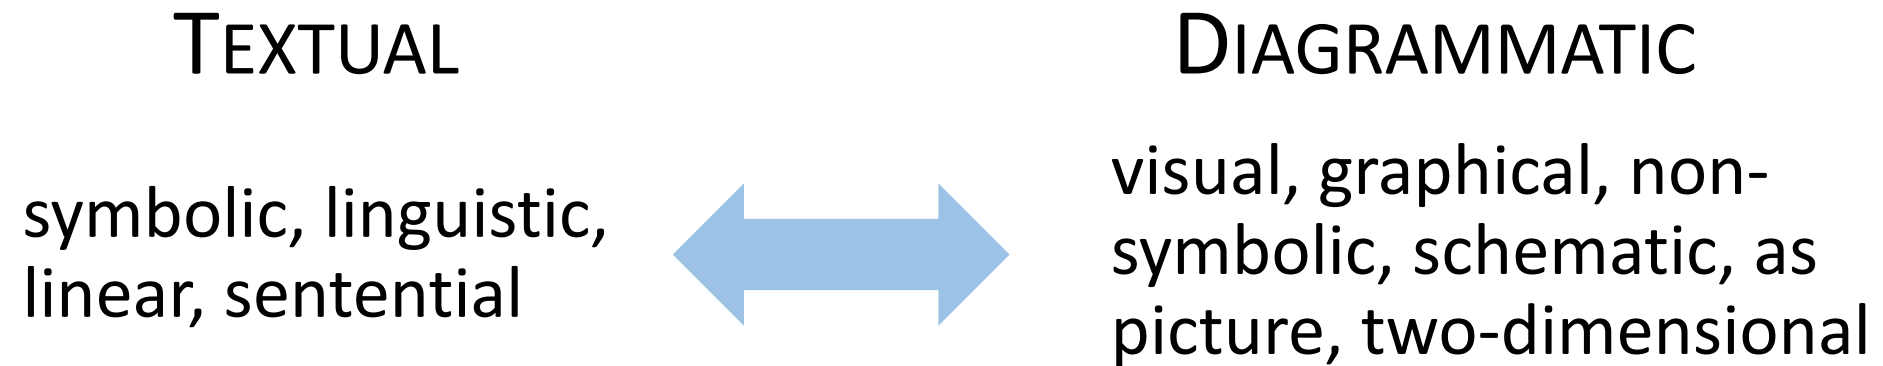 TEXTUAL
symbolic, linguistic,
linear, sentential
DIAGRAMMATIC
visual, graphical, non-
symbolic, schematic, as
picture, two-dimensional